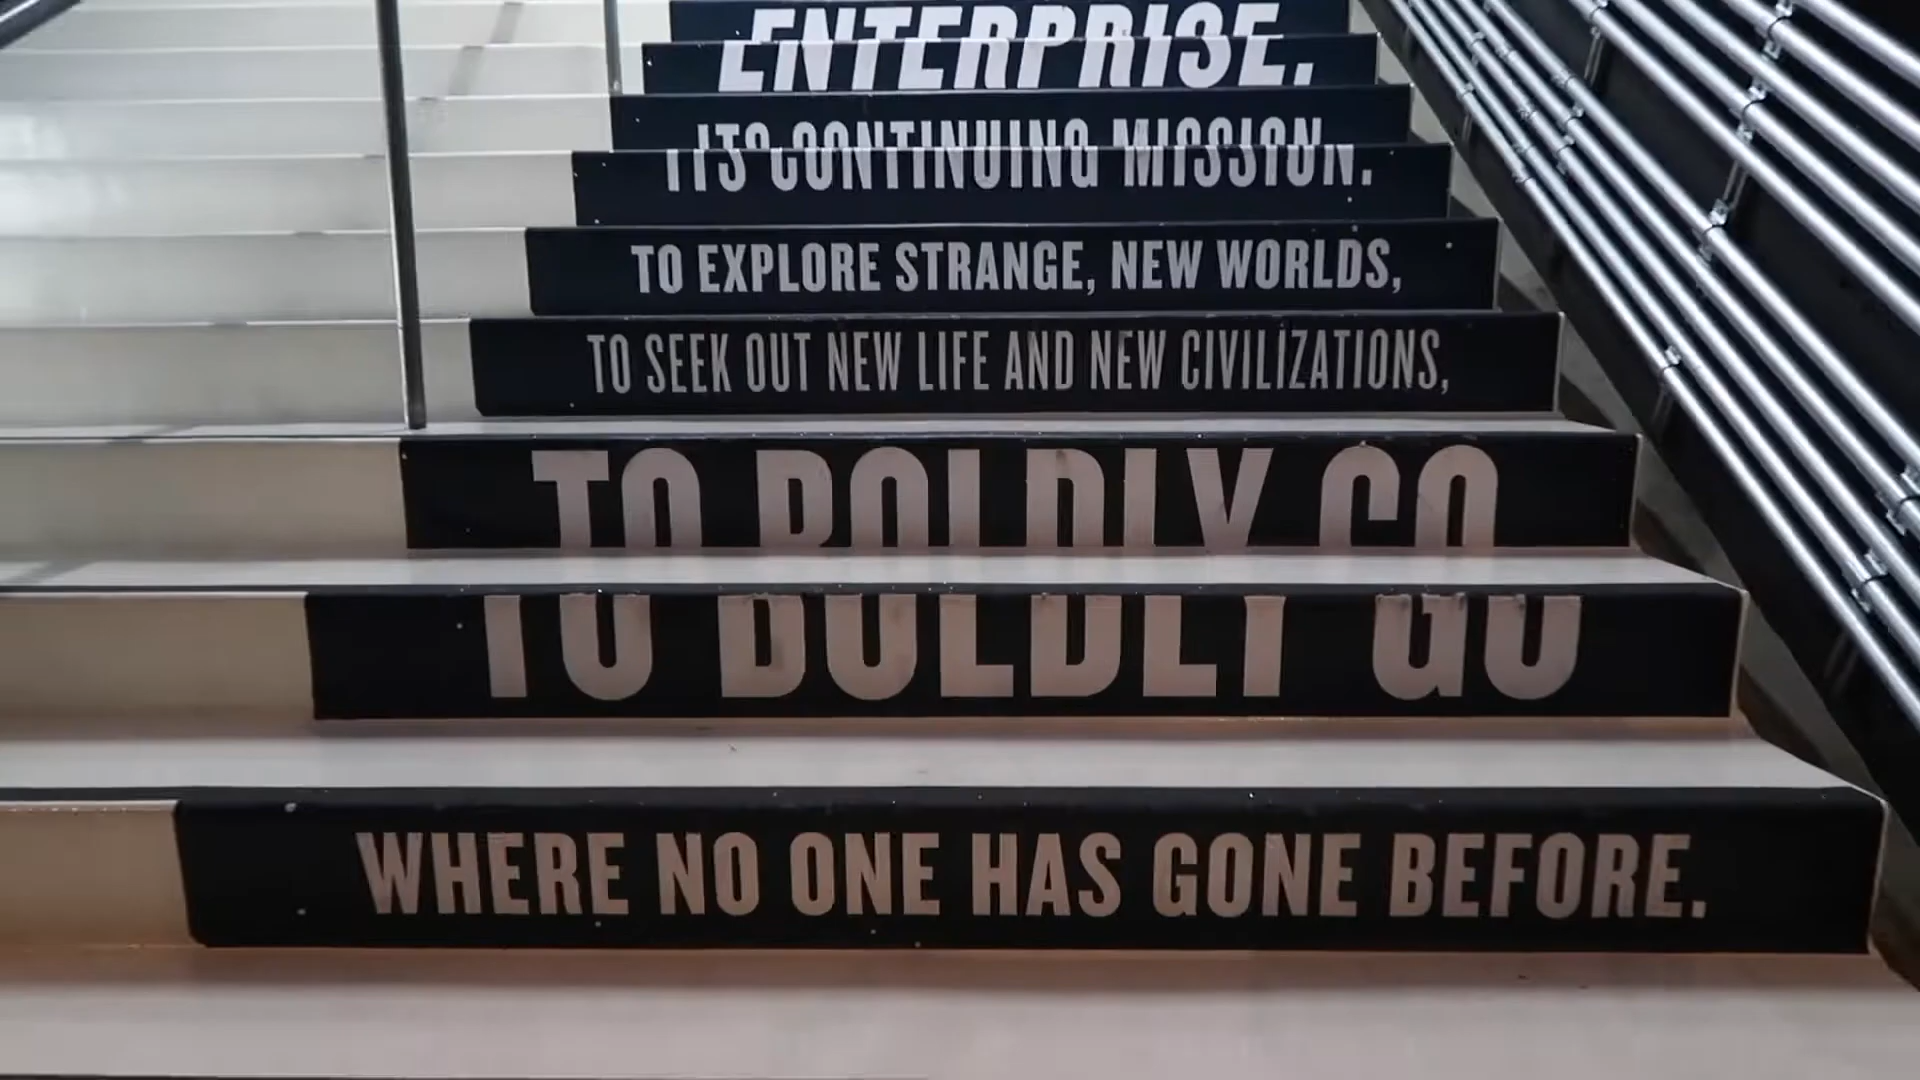 ENTERPRISE.
ITS CONTINUING MISSION.
TO EXPLORE STRANGE, NEW WORLDS,
TO SEEK OUT NEW LIFE AND NEW CIVILIZATIONS,
TO BOLDLY GO
WHERE NO ONE HAS GONE BEFORE.